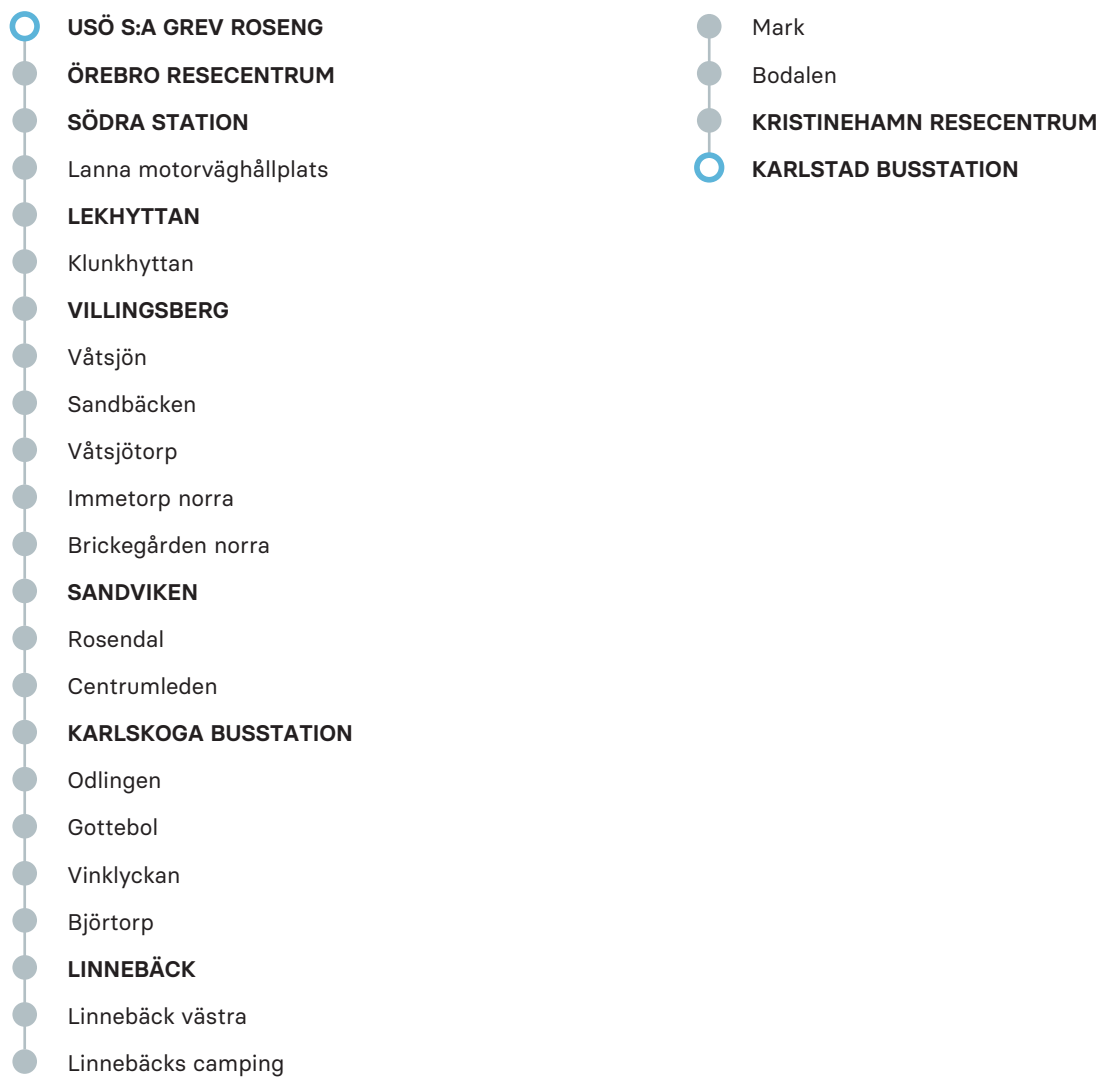 USÖ S:A GREV ROSENG
ÖREBRO RESECENTRUM
SÖDRA STATION
Lanna motorväghållplats
LEKHYTTAN
Klunkhyttan
VILLINGSBERG
Våtsjön
Sandbäcken
Våtsjötorp
Immetorp norra
Brickegården norra
SANDVIKEN
Rosendal
Centrumleden
KARLSKOGA BUSSTATION
Odlingen
Gottebol
Vinklyckan
Björtorp
LINNEBÄCK
Linnebäck västra
Linnebäcks camping
Mark
Bodalen
KRISTINEHAMN RESECENTRUM
KARLSTAD BUSSTATION